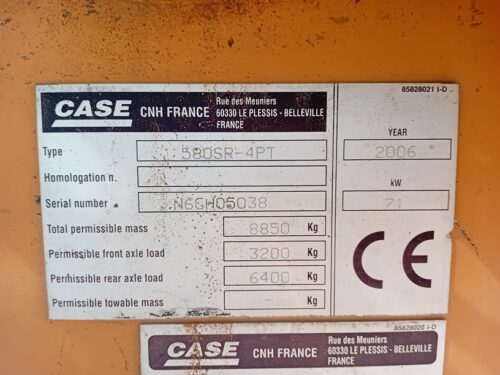 85828021 I-D
CASE CNH FRANCE Rue des Meuniers
60330 LE PLESSIS - BELLEVILLE
FRANCE
YEAR
Type 580SR-4PT 2006
Homologation n.
kW
Serial number N6GH05038 71
Total permissible mass 8850 Kg
Permissible front axle load 3200 Kg
Permissible rear axle load 6400 Kg
Permissible towable mass - Kg
CE
85828020 I-D
CASE CNH FRANCE Rue des Meuniers
60330 LE PLESSIS - BELLEVILLE
FRANCE